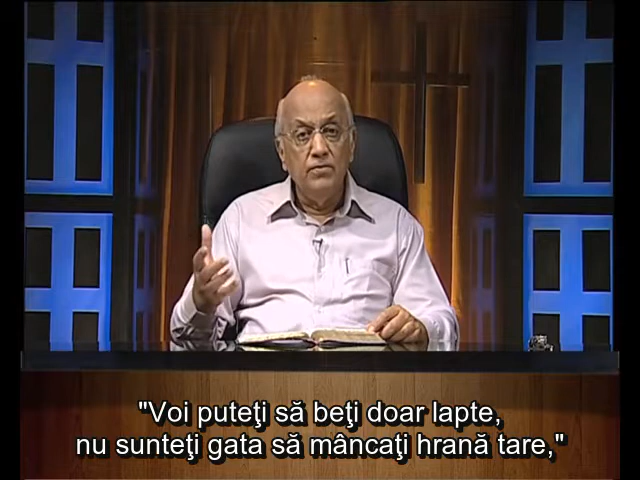 "Voi puteţi să beţi doar lapte,
nu sunteţi gata să mâncaţi hrană tare,"